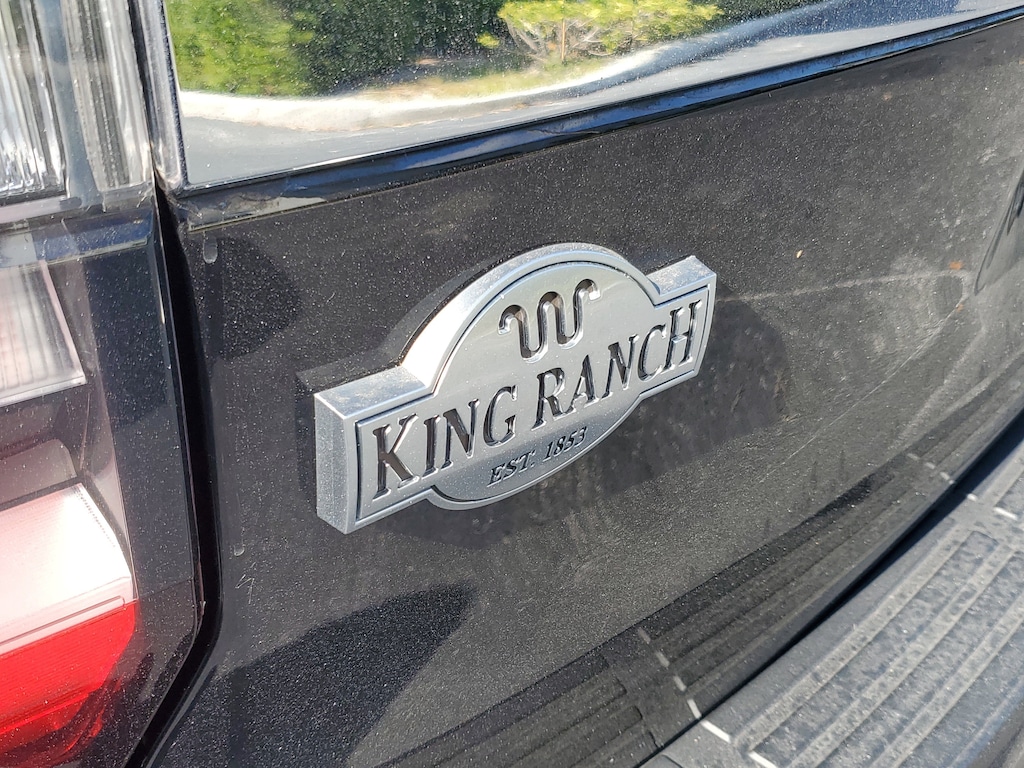 KING RANCH
EST. 1853